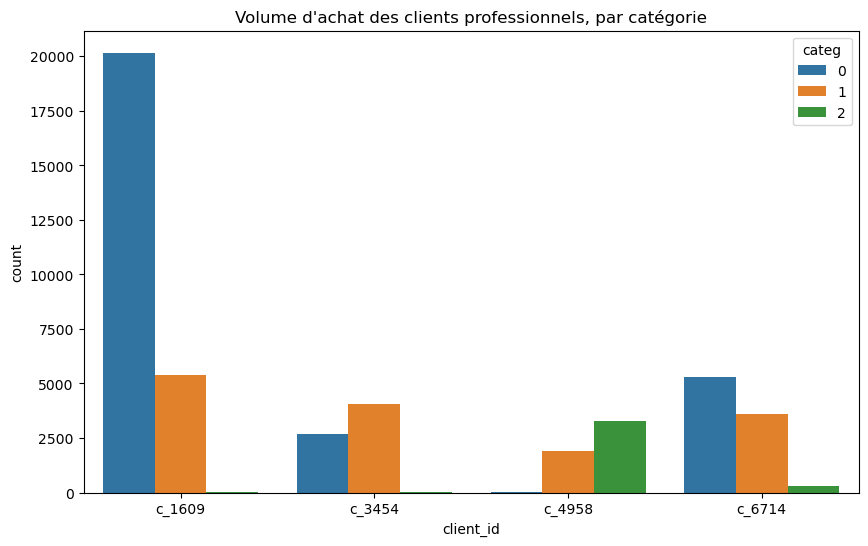 Volume d'achat des clients professionnels, par catégorie
categ
0
1
2
20000
17500
15000
12500
10000
7500
5000
2500
0
count
c_1609 c_3454 c_4958 c_6714
client_id